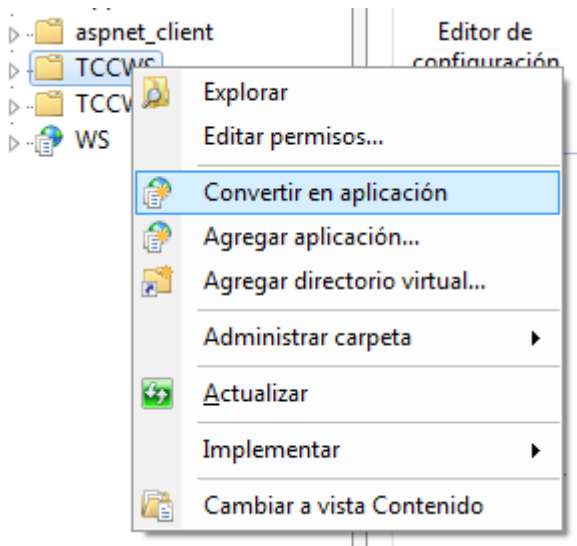 aspnet_client
TCCWS
TCCW
WS
Editor de
configuración
Explorar
Editar permisos...
Convertir en aplicación
Agregar aplicación...
Agregar directorio virtual...
Administrar carpeta
Actualizar
Implementar
Cambiar a vista Contenido